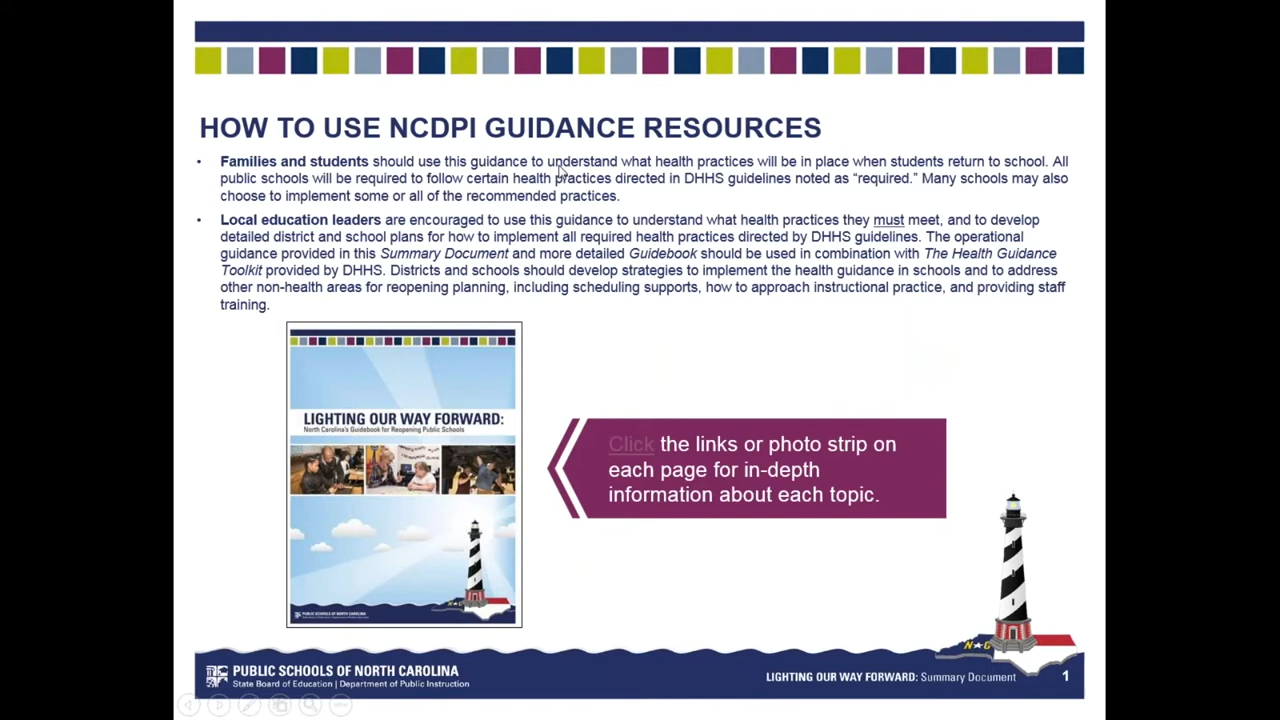 HOW TO USE NCDPI GUIDANCE RESOURCES
• Families and students should use this guidance to understand what health practices will be in place when students return to school. All
public schools will be required to follow certain health practices directed in DHHS guidelines noted as “required.” Many schools may also
choose to implement some or all of the recommended practices.
• Local education leaders are encouraged to use this guidance to understand what health practices they must meet, and to develop
detailed district and school plans for how to implement all required health practices directed by DHHS guidelines. The operational
guidance provided in this Summary Document and more detailed Guidebook should be used in combination with The Health Guidance
Toolkit provided by DHHS. Districts and schools should develop strategies to implement the health guidance in schools and to address
other non-health areas for reopening planning, including scheduling supports, how to approach instructional practice, and providing staff
training.
LIGHTING OUR WAY FORWARD:
North Carolina's Guidebook for Reopening Public Schools
PUBLIC SCHOOLS OF NORTH CAROLINA
Click the links or photo strip on
each page for in-depth
information about each topic.
N C
PUBLIC SCHOOLS OF NORTH CAROLINA
State Board of Education | Department of Public Instruction
LIGHTING OUR WAY FORWARD: Summary Document 1